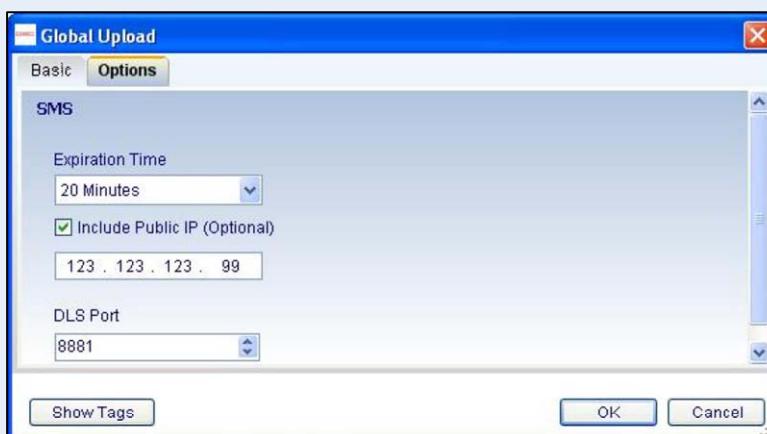 Global Upload
Basic Options
SMS
Expiration Time
20 Minutes
Include Public IP (Optional)
123 . 123 . 123 . 99
DLS Port
8881
Show Tags OK Cancel